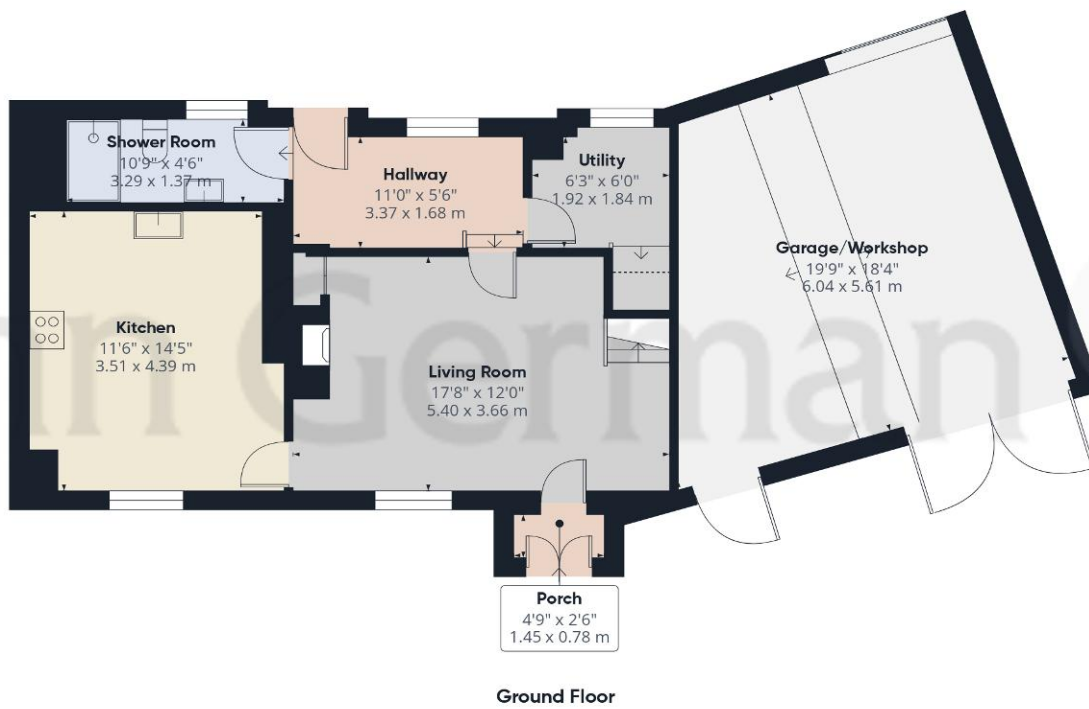 Shower Room
10'9" x 4'6"
3.29 x 1.37 m
Hallway
11'0" x 5'6"
3.37 x 1.68 m
Utility
6'3" x 6'0"
1.92 x 1.84 m
Garage/Workshop
19'9" x 18'4"
6.04 x 5.61 m
Kitchen
11'6" x 14'5"
3.51 x 4.39 m
Living Room
17'8" x 12'0"
5.40 x 3.66 m
Porch
4'9" x 2'6"
1.45 x 0.78 m
Ground Floor
German